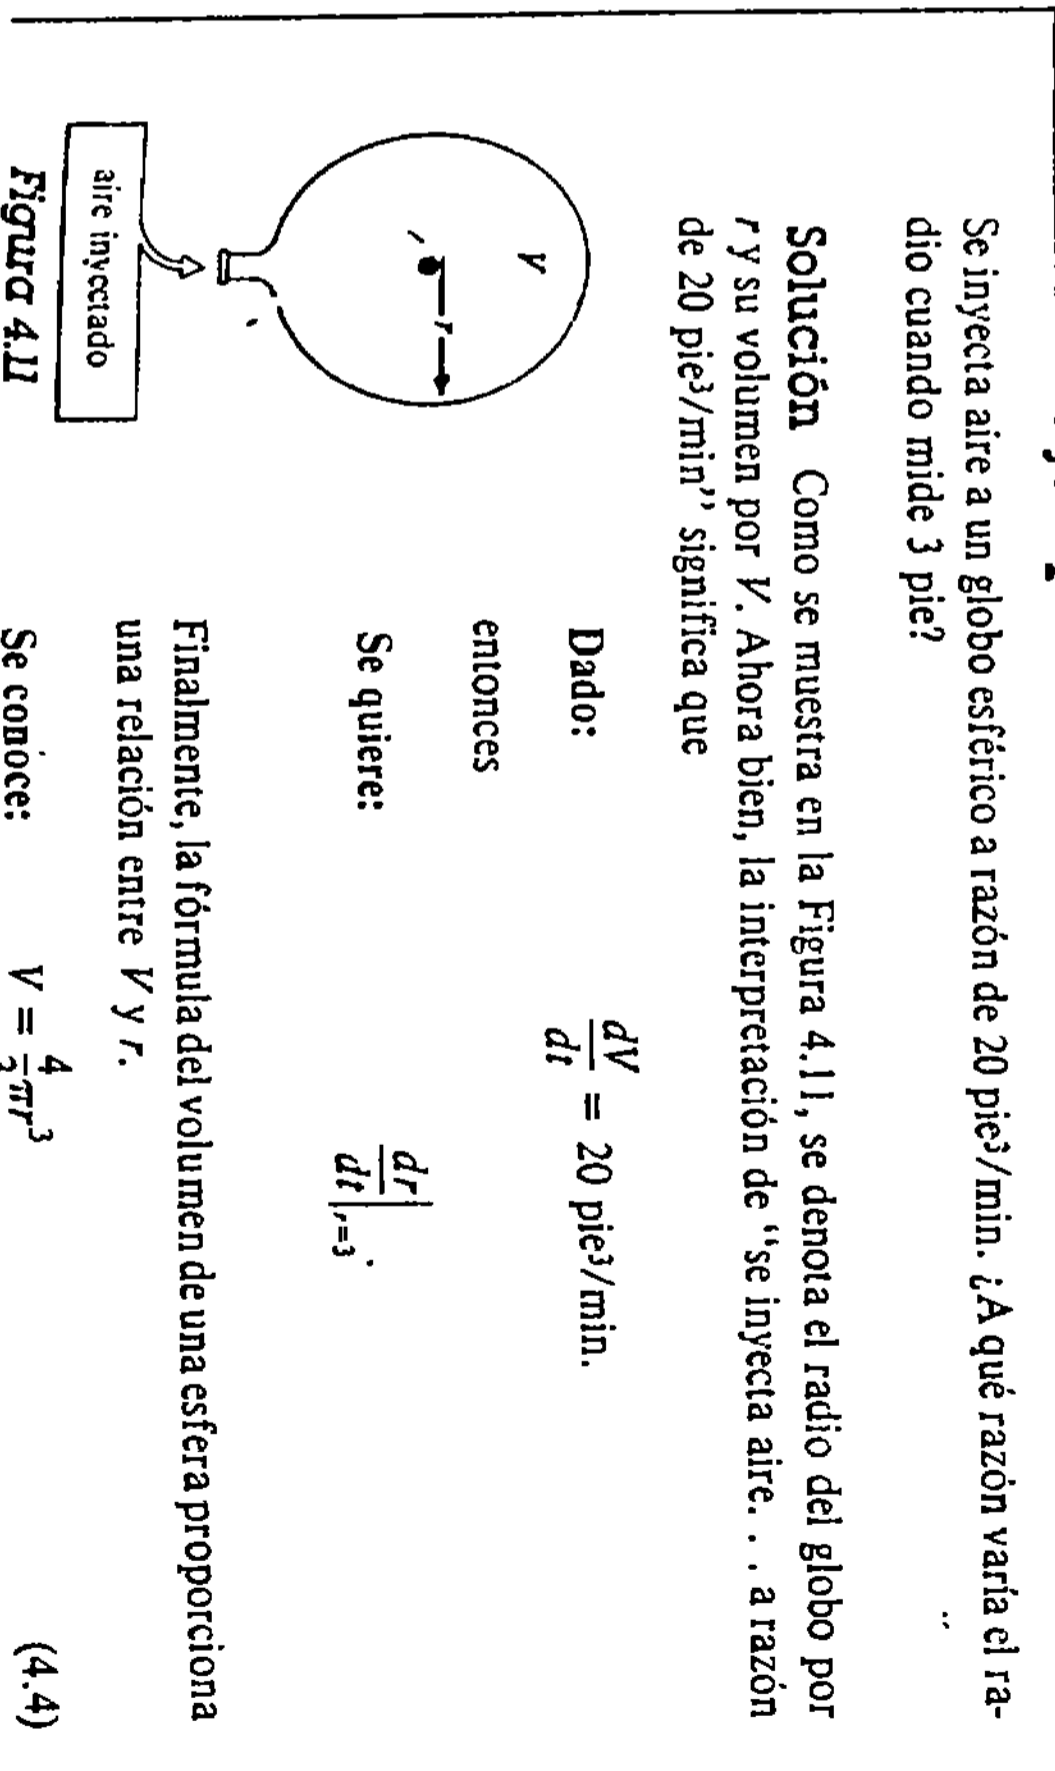 Se inyecta aire a un globo esférico a razón de 20 pie³/min. ¿A qué razón varía el ra-
dio cuando mide 3 pie?
Solución Como se muestra en la Figura 4.11, se denota el radio del globo por
r y su volumen por V. Ahora bien, la interpretación de “se inyecta aire. . . a razón
de 20 pie³/min” significa que
Dado: dV/dt = 20 pie³/min.
entonces
Se quiere: dr/dt|r=3.
Finalmente, la fórmula del volumen de una esfera proporciona
una relación entre V y r.
Se conoce: V = 4/3 πr³ (4.4)
V
r
aire inyectado
Figura 4.11